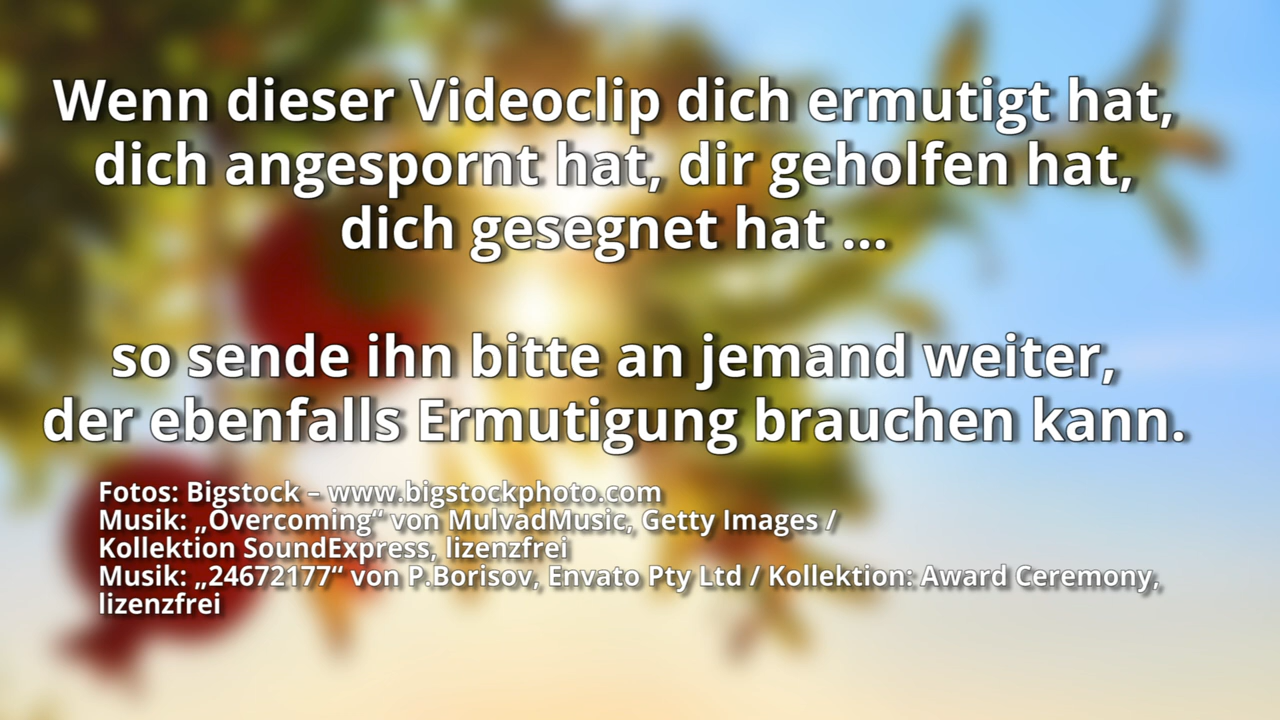 Wenn dieser Videoclip dich ermutigt hat,
dich angespornt hat, dir geholfen hat,
dich gesegnet hat ...
so sende ihn bitte an jemand weiter,
der ebenfalls Ermutigung brauchen kann.
Fotos: Bigstock – www.bigstockphoto.com
Musik: „Overcoming“ von MulvadMusic, Getty Images /
Kollektion SoundExpress, lizenzfrei
Musik: „24672177“ von P.Borisov, Envato Pty Ltd / Kollektion: Award Ceremony,
lizenzfrei